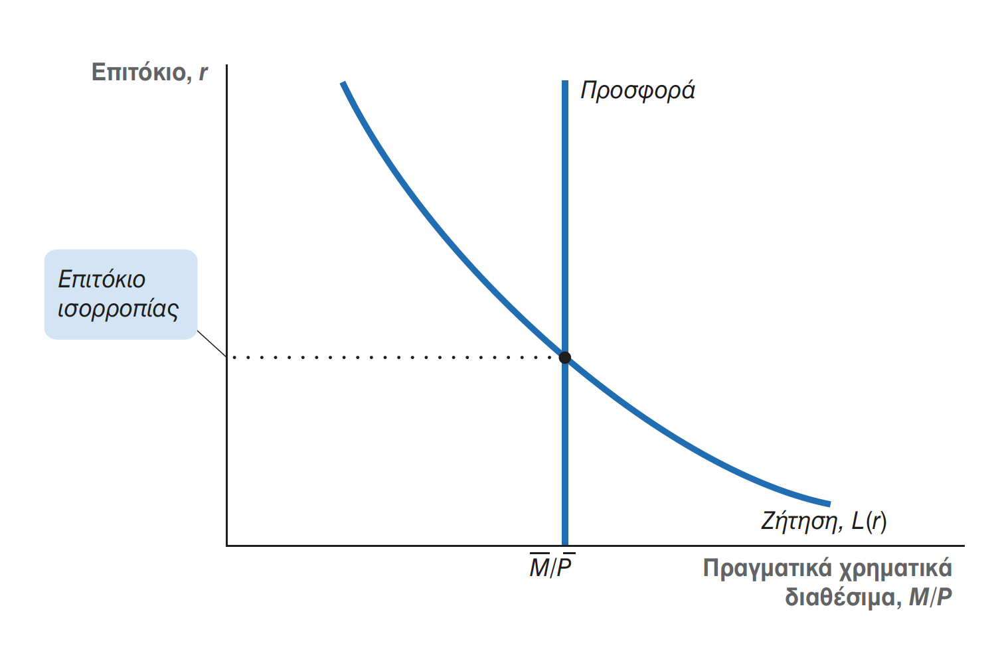 Επιτόκιο, r
Προσφορά
Επιτόκιο
ισορροπίας
Ζήτηση, L(r)
M̅/P̅
Πραγματικά χρηματικά
διαθέσιμα, M/P